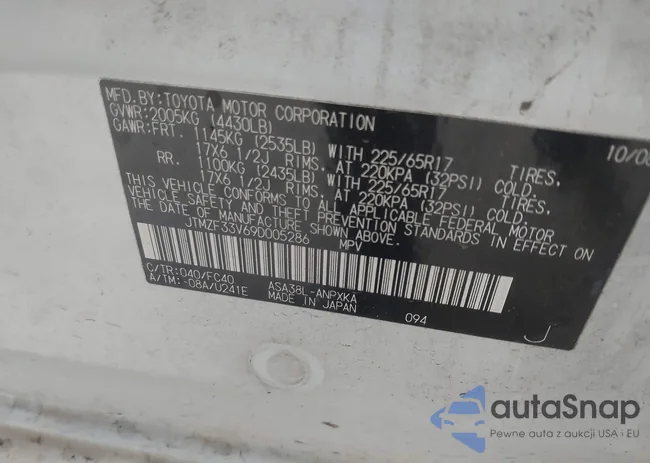 MFD.BY:TOYOTA MOTOR CORPORATION 10/08
GVWR:2005KG (4430LB)
GAWR:FRT. 1145KG (2535LB) WITH 225/65R17 TIRES,
17X6 1/2J RIMS, AT 220KPA (32PSI) COLD.
RR. 1100KG (2435LB) WITH 225/65R17 TIRES,
17X6 1/2J RIMS, AT 220KPA (32PSI) COLD.
THIS VEHICLE CONFORMS TO ALL APPLICABLE FEDERAL MOTOR
VEHICLE SAFETY AND THEFT PREVENTION STANDARDS IN EFFECT ON
THE DATE OF MANUFACTURE SHOWN ABOVE.
JTMZF33V69D005286 MPV
C/TR:040/FC40 ASA38L-ANPXKA
A/TM:-08A/U241E MADE IN JAPAN 094 J
autoSnap
Pewne auta z aukcji USA i EU